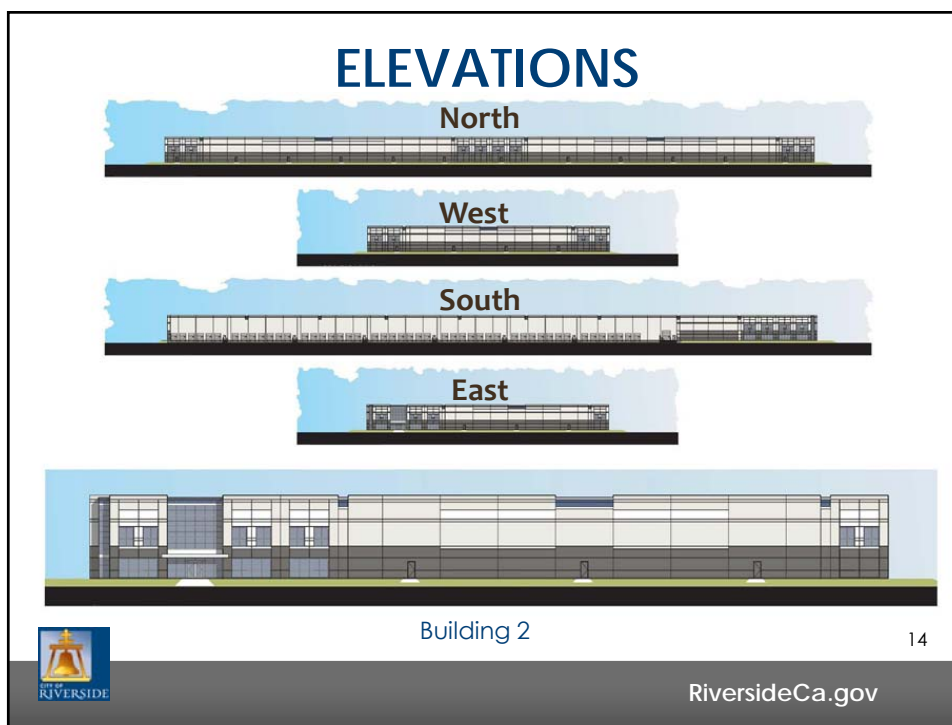 ELEVATIONS
North
West
South
East
Building 2
14
CITY OF
RIVERSIDE
RiversideCa.gov